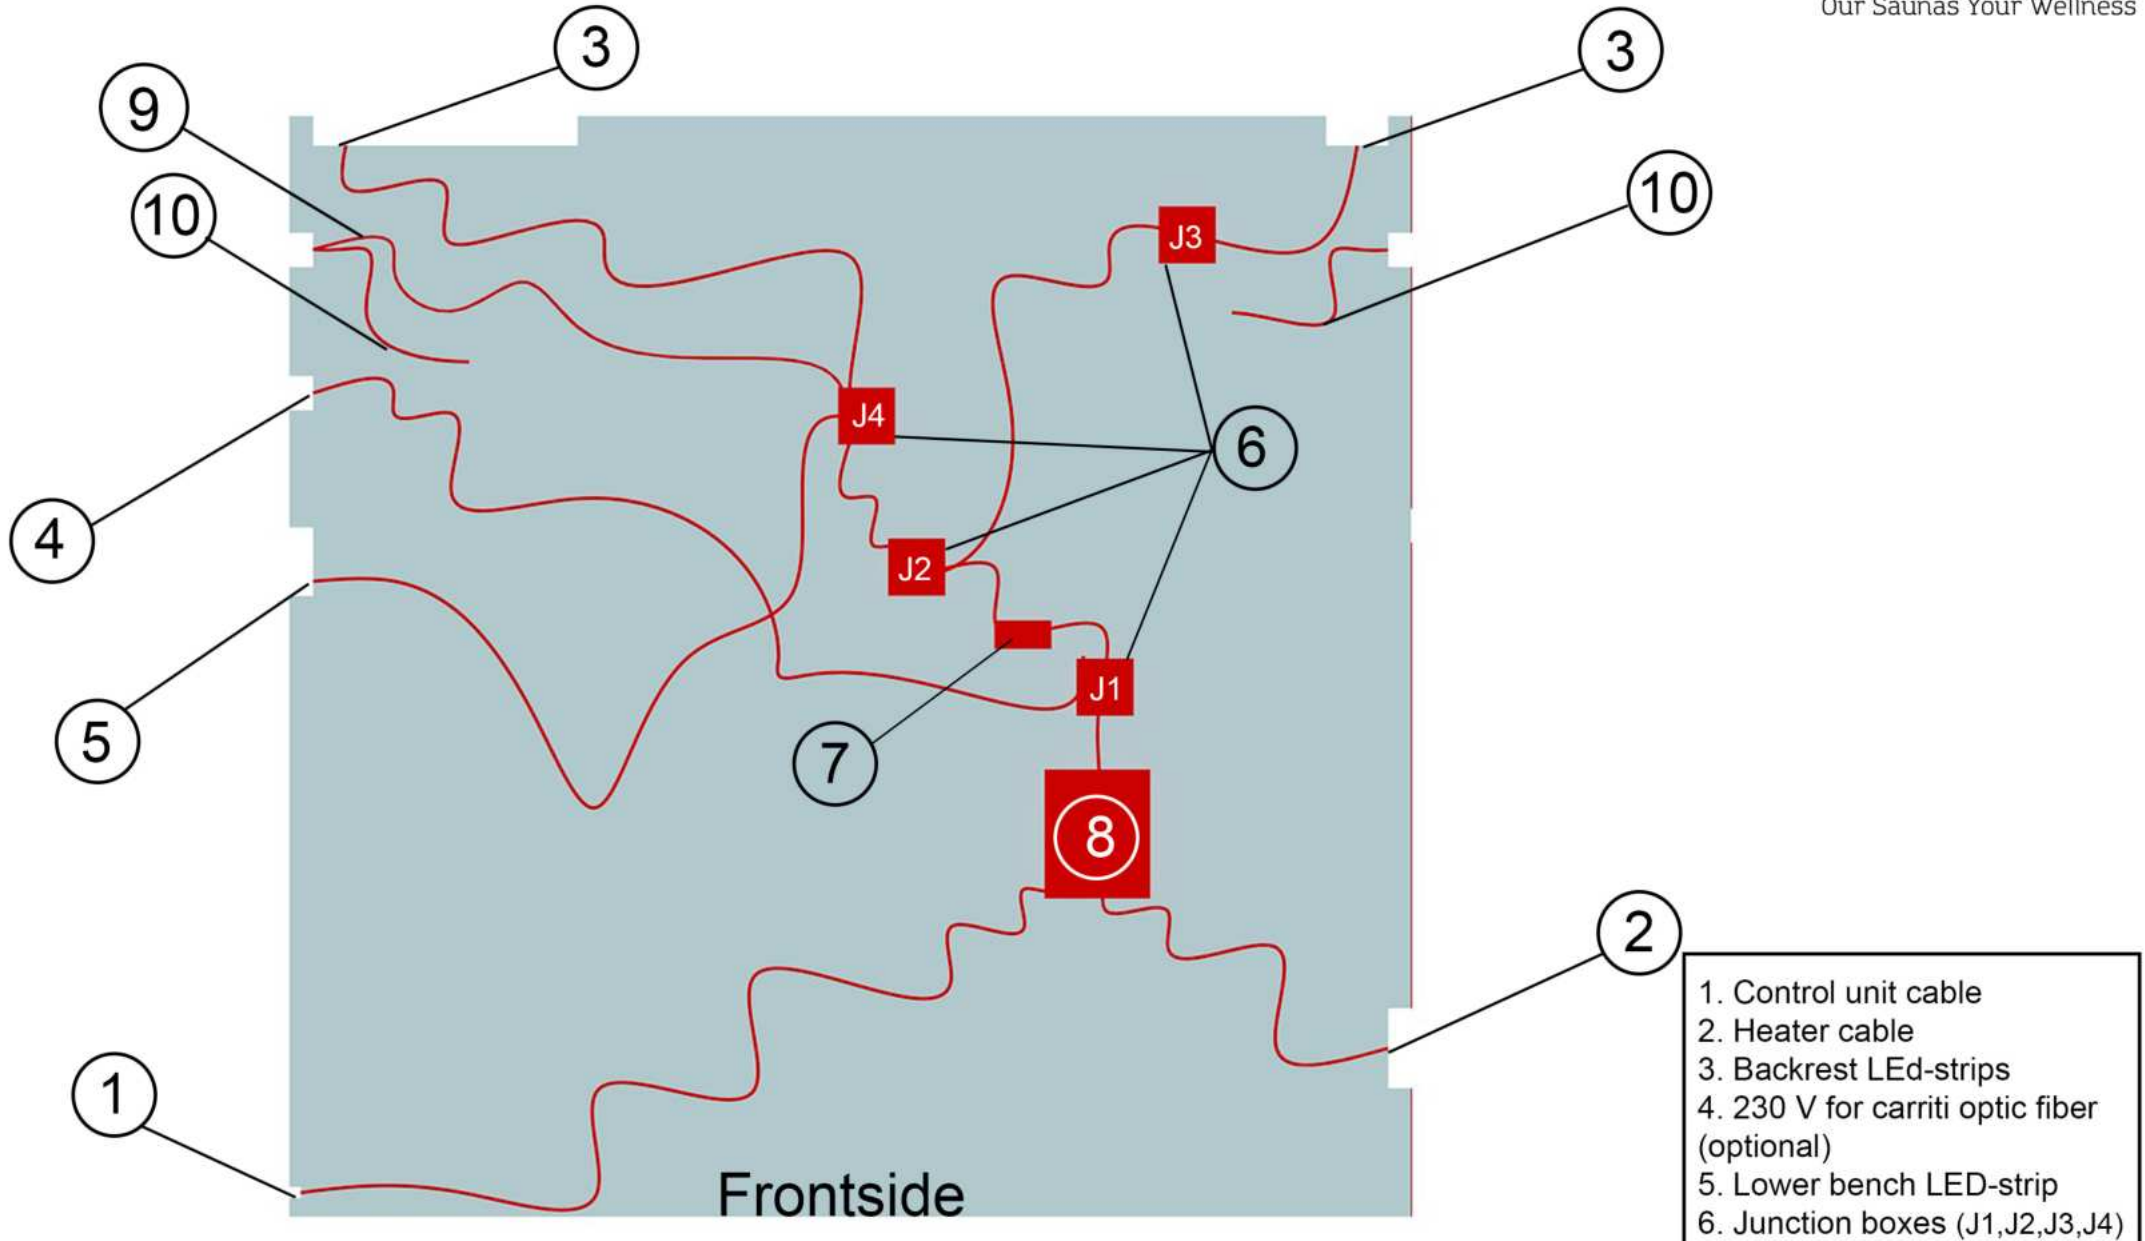 Our Saunas Your Wellness
3
3
9
10
10
J3
J4
6
4
J2
J1
5
7
8
2
1
Frontside
1. Control unit cable
2. Heater cable
3. Backrest LEd-strips
4. 230 V for carriti optic fiber
(optional)
5. Lower bench LED-strip
6. Junction boxes (J1,J2,J3,J4)